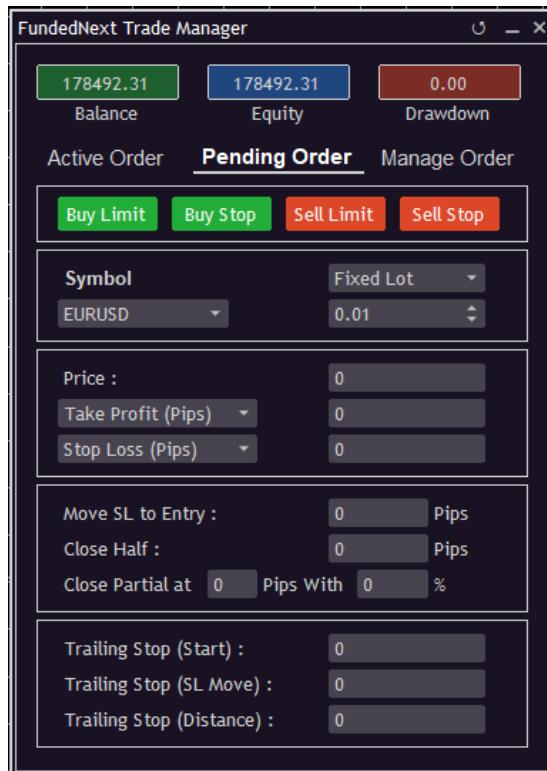 FundedNext Trade Manager
178492.31 178492.31 0.00
Balance Equity Drawdown
Active Order Pending Order Manage Order
Buy Limit Buy Stop Sell Limit Sell Stop
Symbol Fixed Lot
EURUSD 0.01
Price : 0
Take Profit (Pips) 0
Stop Loss (Pips) 0
Move SL to Entry : 0 Pips
Close Half : 0 Pips
Close Partial at 0 Pips With 0 %
Trailing Stop (Start) : 0
Trailing Stop (SL Move) : 0
Trailing Stop (Distance) : 0